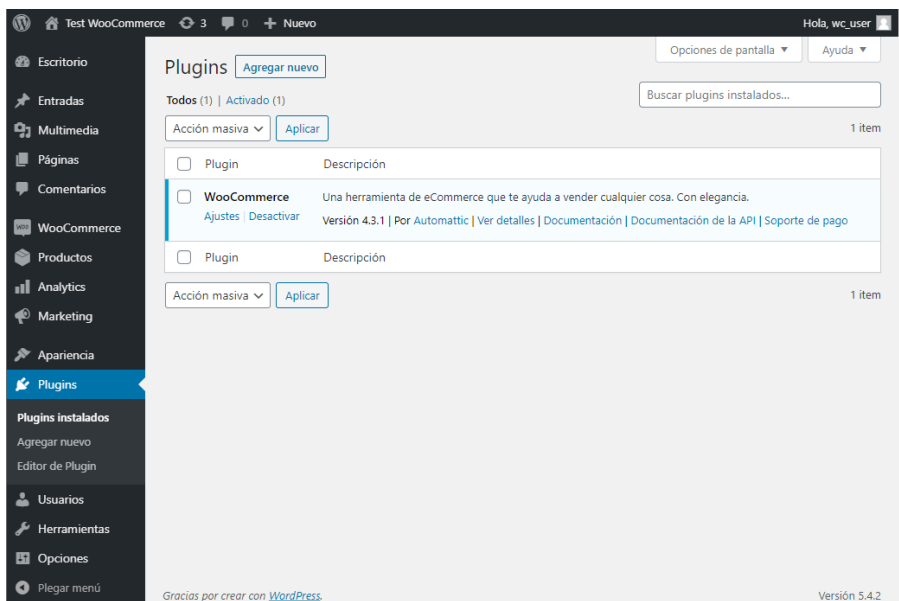 Test WooCommerce 3 0 + Nuevo Hola, wc_user
Opciones de pantalla ▼ Ayuda ▼
Escritorio
Entradas
Multimedia
Páginas
Comentarios
WOO WooCommerce
Productos
Analytics
Marketing
Apariencia
Plugins
Plugins instalados
Agregar nuevo
Editor de Plugin
Usuarios
Herramientas
Opciones
Plegar menú
Plugins Agregar nuevo
Todos (1) | Activado (1)
Buscar plugins instalados...
Acción masiva Aplicar 1 item
Plugin Descripción
WooCommerce Una herramienta de eCommerce que te ayuda a vender cualquier cosa. Con elegancia.
Ajustes | Desactivar Versión 4.3.1 | Por Automattic | Ver detalles | Documentación | Documentación de la API | Soporte de pago
Plugin Descripción
Acción masiva Aplicar 1 item
Gracias por crear con WordPress. Versión 5.4.2